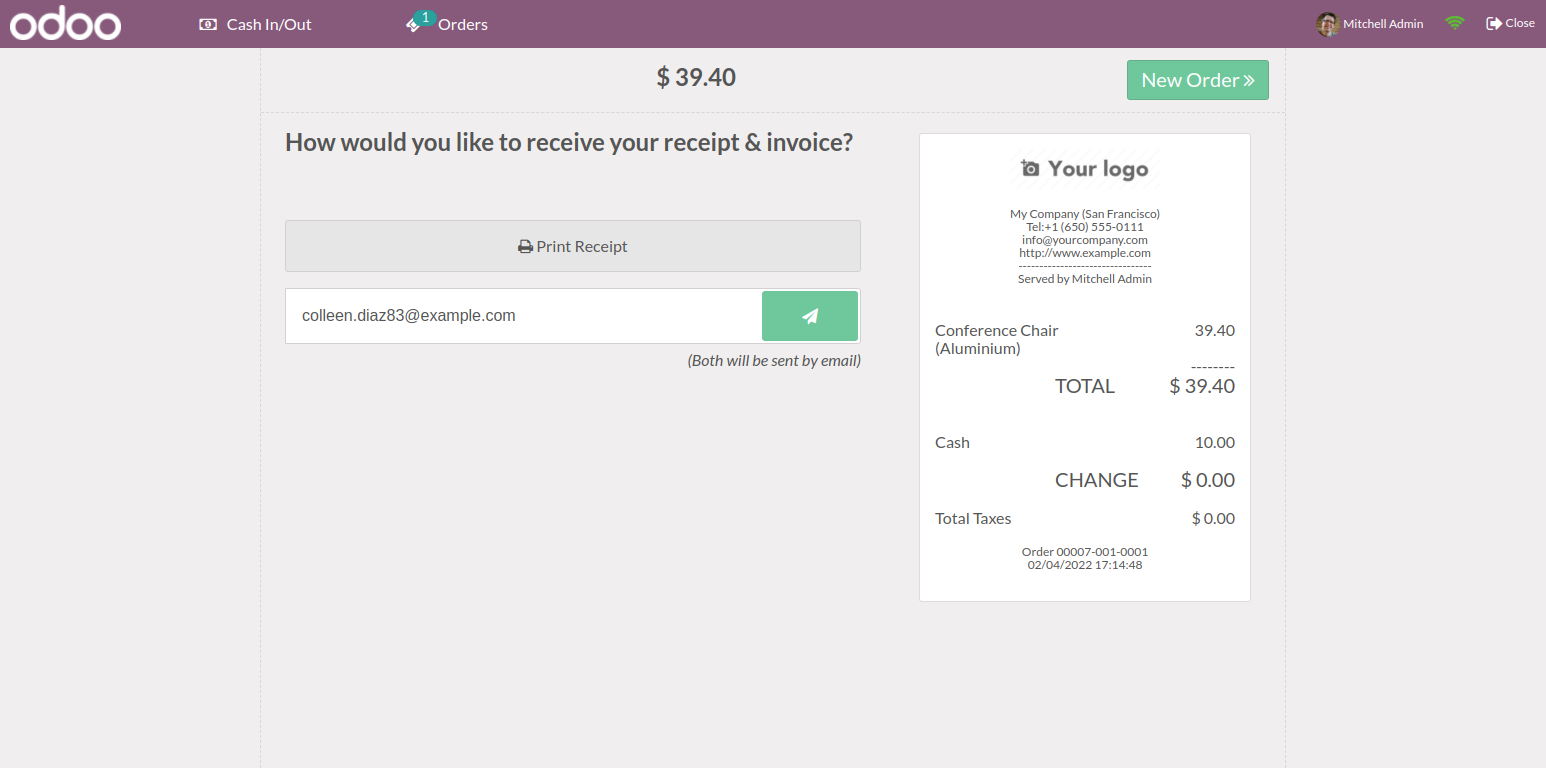 odoo
Cash In/Out
1
Orders
Mitchell Admin
Close
$ 39.40
New Order
How would you like to receive your receipt & invoice?
Print Receipt
colleen.diaz83@example.com
(Both will be sent by email)
Your logo
My Company (San Francisco)
Tel:+1 (650) 555-0111
info@yourcompany.com
http://www.example.com
--------------------------------
Served by Mitchell Admin
Conference Chair 39.40
(Aluminium)
--------
TOTAL $ 39.40
Cash 10.00
CHANGE $ 0.00
Total Taxes $ 0.00
Order 00007-001-0001
02/04/2022 17:14:48